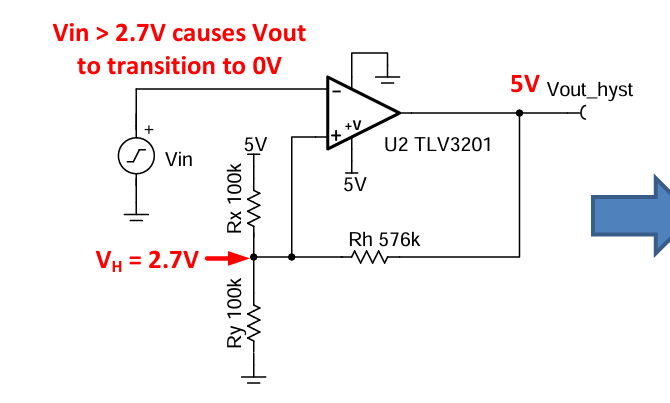 Vin > 2.7V causes Vout
to transition to 0V
5V Vout_hyst
−
+
+V
U2 TLV3201
5V
+
Vin
5V
Rx 100k
Rh 576k
VH = 2.7V
Ry 100k